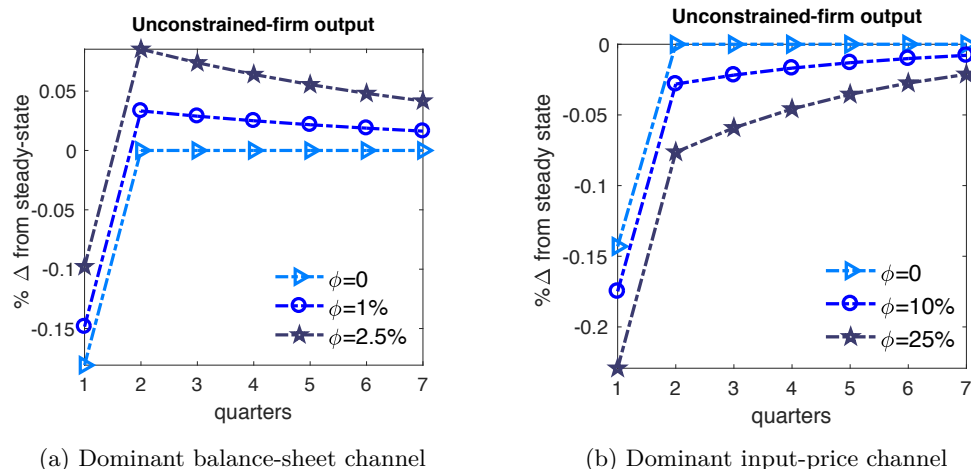 Unconstrained-firm output
% Δ from steady-state
0.05
0
-0.05
-0.1
-0.15
1 2 3 4 5 6 7
quarters
ϕ=0
ϕ=1%
ϕ=2.5%
(a) Dominant balance-sheet channel
Unconstrained-firm output
% Δ from steady state
0
-0.05
-0.1
-0.15
-0.2
1 2 3 4 5 6 7
quarters
ϕ=0
ϕ=10%
ϕ=25%
(b) Dominant input-price channel